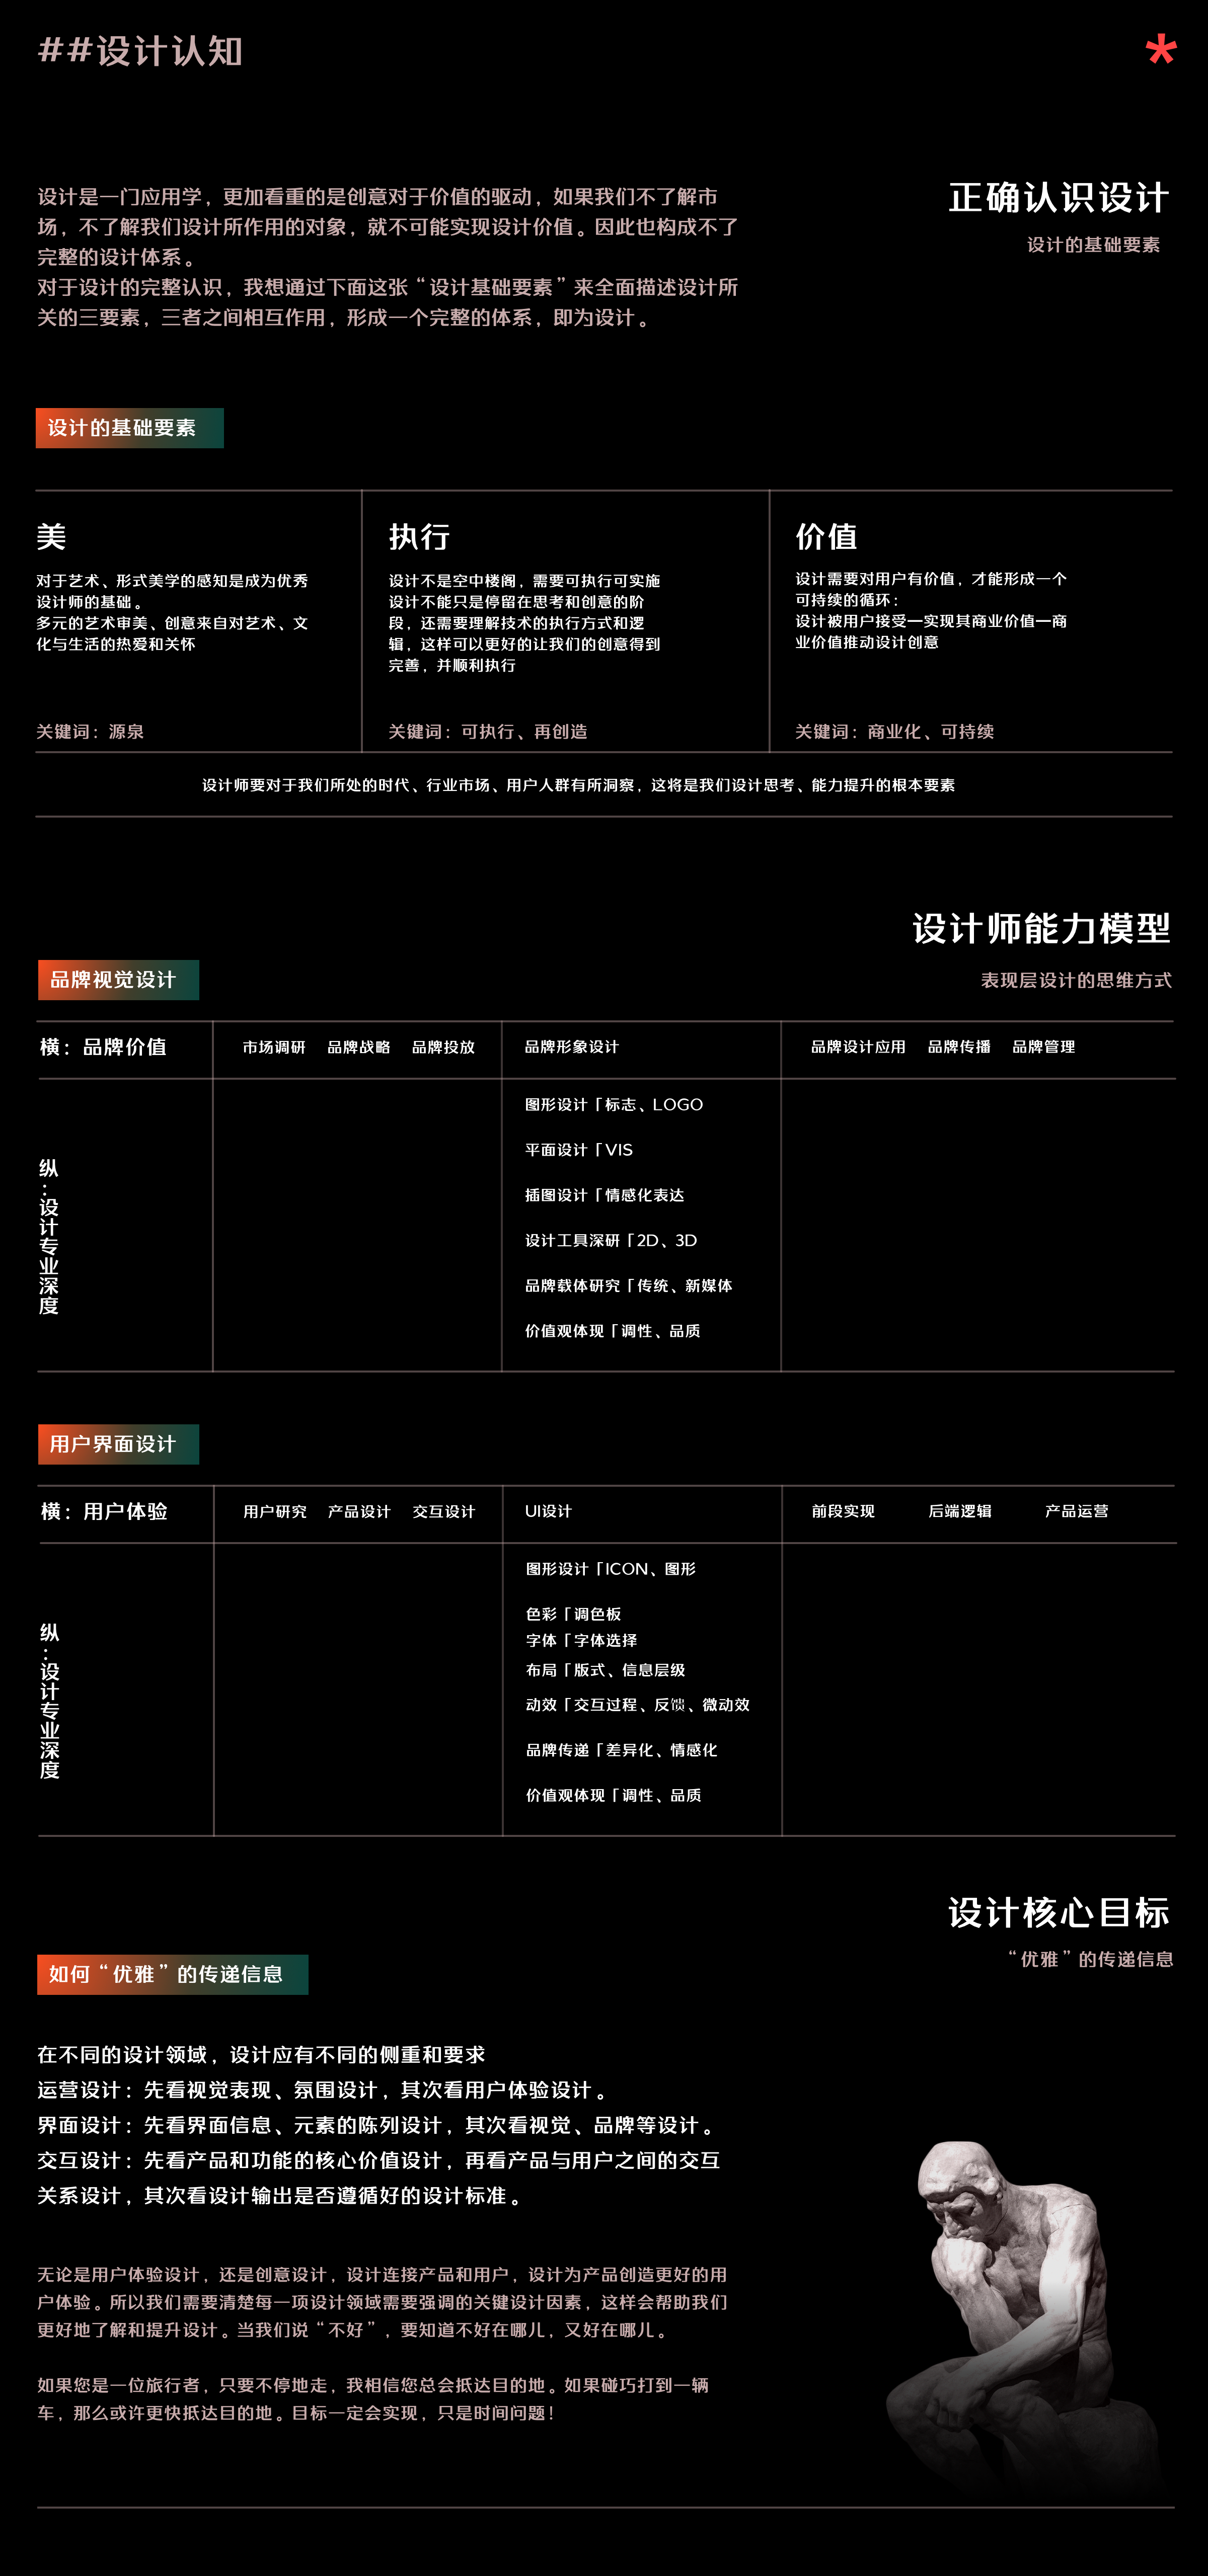 ##设计认知
*
正确认识设计
设计的基础要素
设计是一门应用学，更加看重的是创意对于价值的驱动，如果我们不了解市
场，不了解我们设计所作用的对象，就不可能实现设计价值。因此也构成不了
完整的设计体系。
对于设计的完整认识，我想通过下面这张“设计基础要素”来全面描述设计所
关的三要素，三者之间相互作用，形成一个完整的体系，即为设计。
设计的基础要素
美
对于艺术、形式美学的感知是成为优秀
设计师的基础。
多元的艺术审美、创意来自对艺术、文
化与生活的热爱和关怀
关键词：源泉
执行
设计不是空中楼阁，需要可执行可实施
设计不能只是停留在思考和创意的阶
段，还需要理解技术的执行方式和逻
辑，这样可以更好的让我们的创意得到
完善，并顺利执行
关键词：可执行、再创造
价值
设计需要对用户有价值，才能形成一个
可持续的循环：
设计被用户接受—实现其商业价值—商
业价值推动设计创意
关键词：商业化、可持续
设计师要对于我们所处的时代、行业市场、用户人群有所洞察，这将是我们设计思考、能力提升的根本要素
设计师能力模型
表现层设计的思维方式
品牌视觉设计
横：品牌价值 市场调研 品牌战略 品牌投放 品牌形象设计 品牌设计应用 品牌传播 品牌管理
纵：设计专业深度
图形设计「标志、LOGO
平面设计「VIS
插图设计「情感化表达
设计工具深研「2D、3D
品牌载体研究「传统、新媒体
价值观体现「调性、品质
用户界面设计
横：用户体验 用户研究 产品设计 交互设计 UI设计 前段实现 后端逻辑 产品运营
纵：设计专业深度
图形设计「ICON、图形
色彩「调色板
字体「字体选择
布局「版式、信息层级
动效「交互过程、反馈、微动效
品牌传递「差异化、情感化
价值观体现「调性、品质
设计核心目标
“优雅”的传递信息
如何“优雅”的传递信息
在不同的设计领域，设计应有不同的侧重和要求
运营设计：先看视觉表现、氛围设计，其次看用户体验设计。
界面设计：先看界面信息、元素的陈列设计，其次看视觉、品牌等设计。
交互设计：先看产品和功能的核心价值设计，再看产品与用户之间的交互
关系设计，其次看设计输出是否遵循好的设计标准。
无论是用户体验设计，还是创意设计，设计连接产品和用户，设计为产品创造更好的用
户体验。所以我们需要清楚每一项设计领域需要强调的关键设计因素，这样会帮助我们
更好地了解和提升设计。当我们说“不好”，要知道不好在哪儿，又好在哪儿。
如果您是一位旅行者，只要不停地走，我相信您总会抵达目的地。如果碰巧打到一辆
车，那么或许更快抵达目的地。目标一定会实现，只是时间问题！